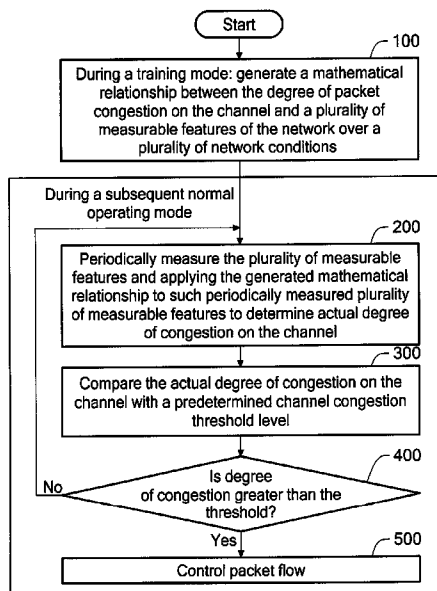 Start
100
During a training mode: generate a mathematical
relationship between the degree of packet
congestion on the channel and a plurality of
measurable features of the network over a
plurality of network conditions
During a subsequent normal
operating mode
200
Periodically measure the plurality of measurable
features and applying the generated mathematical
relationship to such periodically measured plurality
of measurable features to determine actual degree
of congestion on the channel
300
Compare the actual degree of congestion on the
channel with a predetermined channel congestion
threshold level
400
Is degree
of congestion greater than the
threshold?
No
Yes
500
Control packet flow